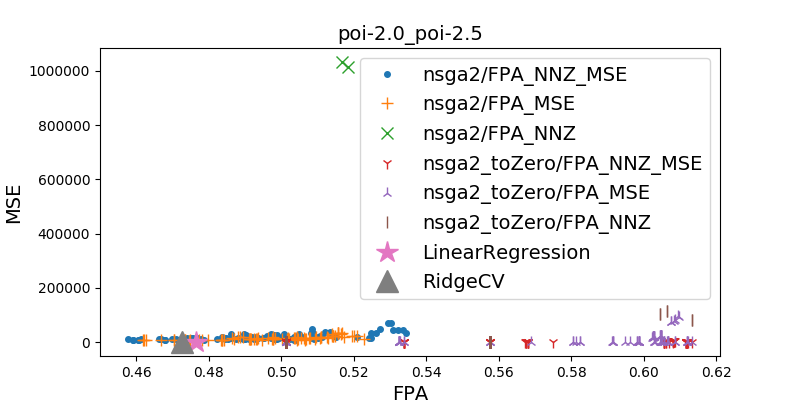 poi-2.0_poi-2.5
1000000
800000
600000
400000
200000
0
MSE
nsga2/FPA_NNZ_MSE
nsga2/FPA_MSE
nsga2/FPA_NNZ
nsga2_toZero/FPA_NNZ_MSE
nsga2_toZero/FPA_MSE
nsga2_toZero/FPA_NNZ
LinearRegression
RidgeCV
0.46 0.48 0.50 0.52 0.54 0.56 0.58 0.60 0.62
FPA